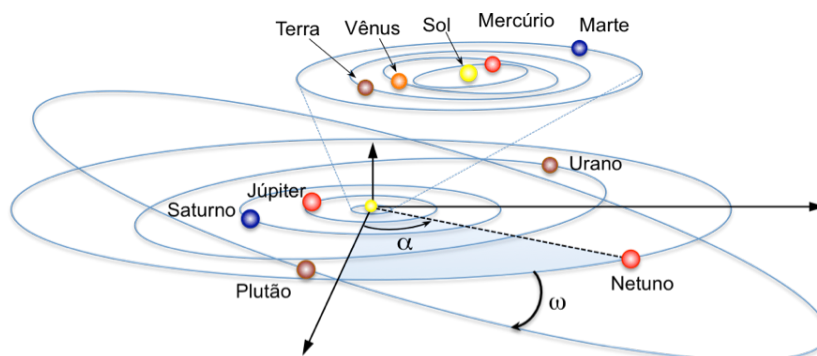 Terra
Vênus
Sol
Mercúrio
Marte
Urano
Júpiter
Saturno
α
Plutão
ω
Netuno